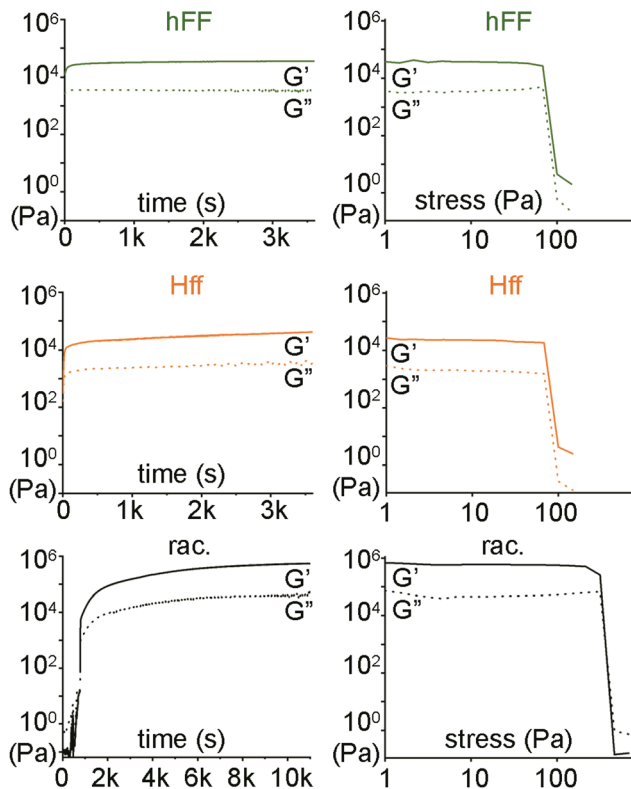 hFF
10⁶
10⁴
10²
10⁰
(Pa)
G'
G”
time (s)
0 1k 2k 3k
hFF
10⁶
10⁴
10²
10⁰
(Pa)
G'
G”
stress (Pa)
1 10 100
Hff
10⁶
10⁴
10²
10⁰
(Pa)
G'
G”
time (s)
0 1k 2k 3k
Hff
10⁶
10⁴
10²
10⁰
(Pa)
G'
G”
1 10 100
rac.
10⁶
10⁴
10²
10⁰
(Pa)
G'
G”
time (s)
0 2k 4k 6k 8k 10k
rac.
10⁶
10⁴
10²
10⁰
(Pa)
G'
G”
stress (Pa)
1 10 100